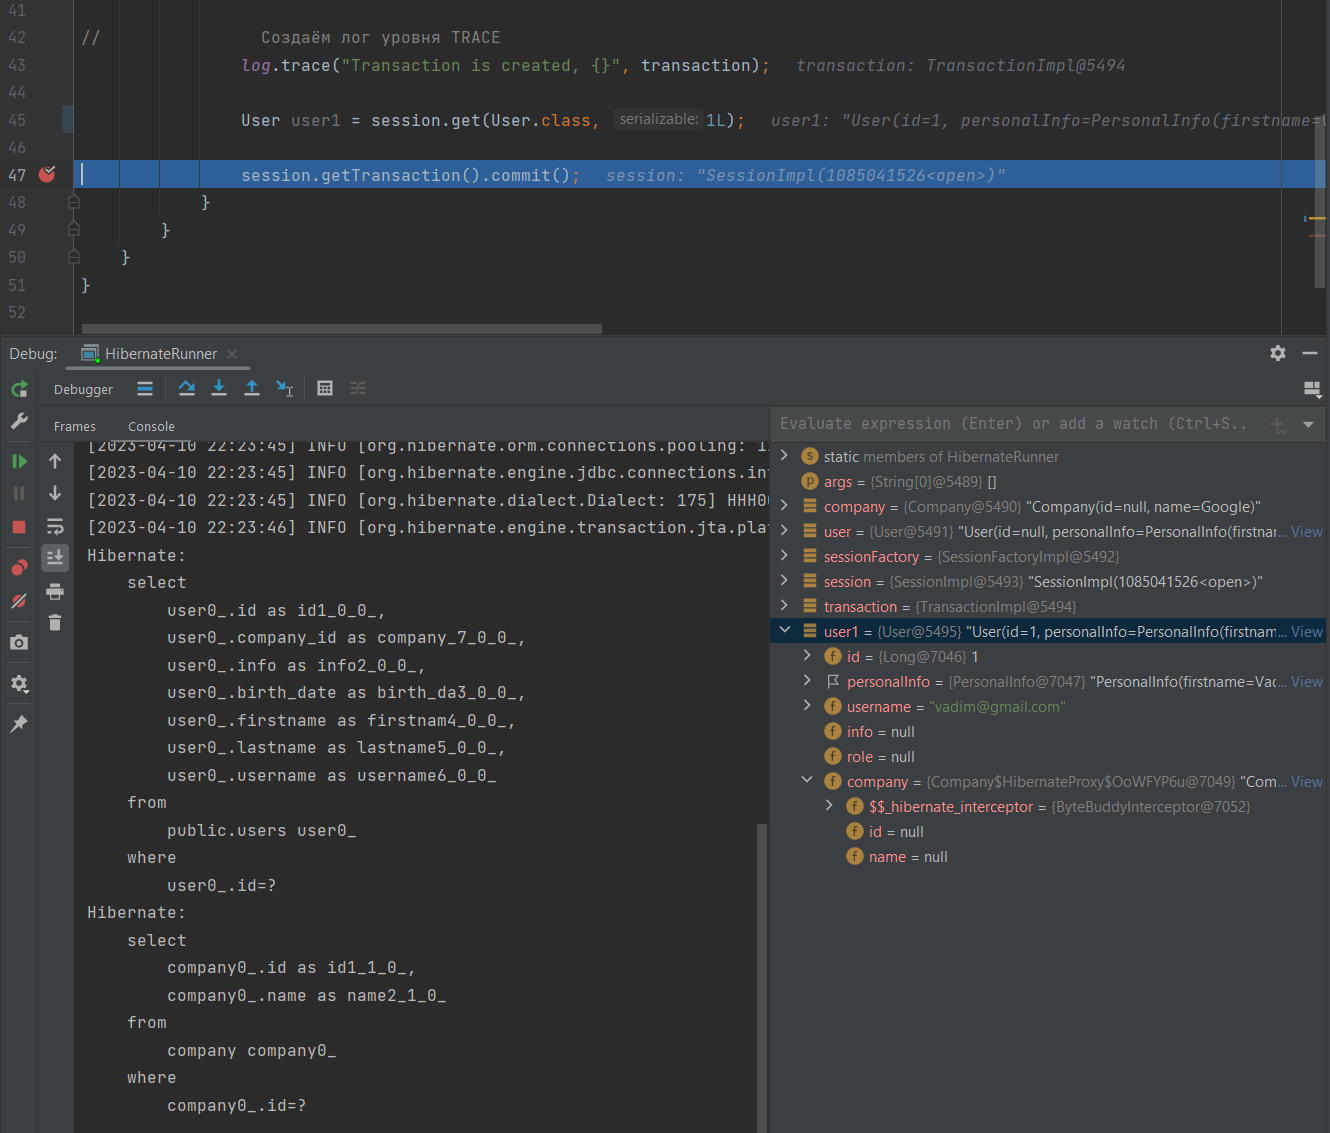 41
42 // Создаём лог уровня TRACE
43 log.trace("Transaction is created, {}", transaction); transaction: TransactionImpl@5494
44
45 User user1 = session.get(User.class, serializable: 1L); user1: "User(id=1, personalInfo=PersonalInfo(firstname=
46
47 session.getTransaction().commit(); session: "SessionImpl(1085041526<open>)"
48 }
49 }
50 }
51 }
52
Debug: HibernateRunner
Debugger
Frames Console
Evaluate expression (Enter) or add a watch (Ctrl+S..
[2023-04-10 22:23:45] INFO [org.hibernate.orm.connections.pooling:
[2023-04-10 22:23:45] INFO [org.hibernate.engine.jdbc.connections.in
[2023-04-10 22:23:45] INFO [org.hibernate.dialect.Dialect: 175]
[2023-04-10 22:23:46] INFO [org.hibernate.engine.transaction.jta.pla
Hibernate:
select
user0_.id as id1_0_0_,
user0_.company_id as company_7_0_0_,
user0_.info as info2_0_0_,
user0_.birth_date as birth_da3_0_0_,
user0_.firstname as firstnam4_0_0_,
user0_.lastname as lastname5_0_0_,
user0_.username as username6_0_0_
from
public.users user0_
where
user0_.id=?
Hibernate:
select
company0_.id as id1_1_0_,
company0_.name as name2_1_0_
from
company company0_
where
company0_.id=?
static members of HibernateRunner
args = {String[0]@5489} []
company = {Company@5490} "Company(id=null, name=Google)"
user = {User@5491} "User(id=null, personalInfo=PersonalInfo(firstnar... View
sessionFactory = {SessionFactoryImpl@5492}
session = {SessionImpl@5493} "SessionImpl(1085041526<open>)"
transaction = {TransactionImpl@5494}
user1 = {User@5495} "User(id=1, personalInfo=PersonalInfo(firstnam... View
id = {Long@7046} 1
personalInfo = {PersonalInfo@7047} "PersonalInfo(firstname=Vac... View
username = "vadim@gmail.com"
info = null
role = null
company = {Company$HibernateProxy$OoWFYP6u@7049} "Com... View
$$_hibernate_interceptor = {ByteBuddyInterceptor@7052}
id = null
name = null